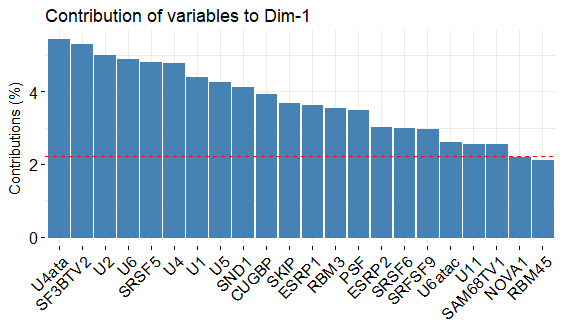 Contribution of variables to Dim-1
Contributions (%)
4
2
0
U4ata
SF3BTV2
U2
U6
SRSF5
U4
U1
U5
SND1
CUGBP
SKIP
ESRP1
RBM3
PSF
ESRP2
SRSF6
SRFSF9
U6atac
U11
SAM68TV1
NOVA1
RBM45